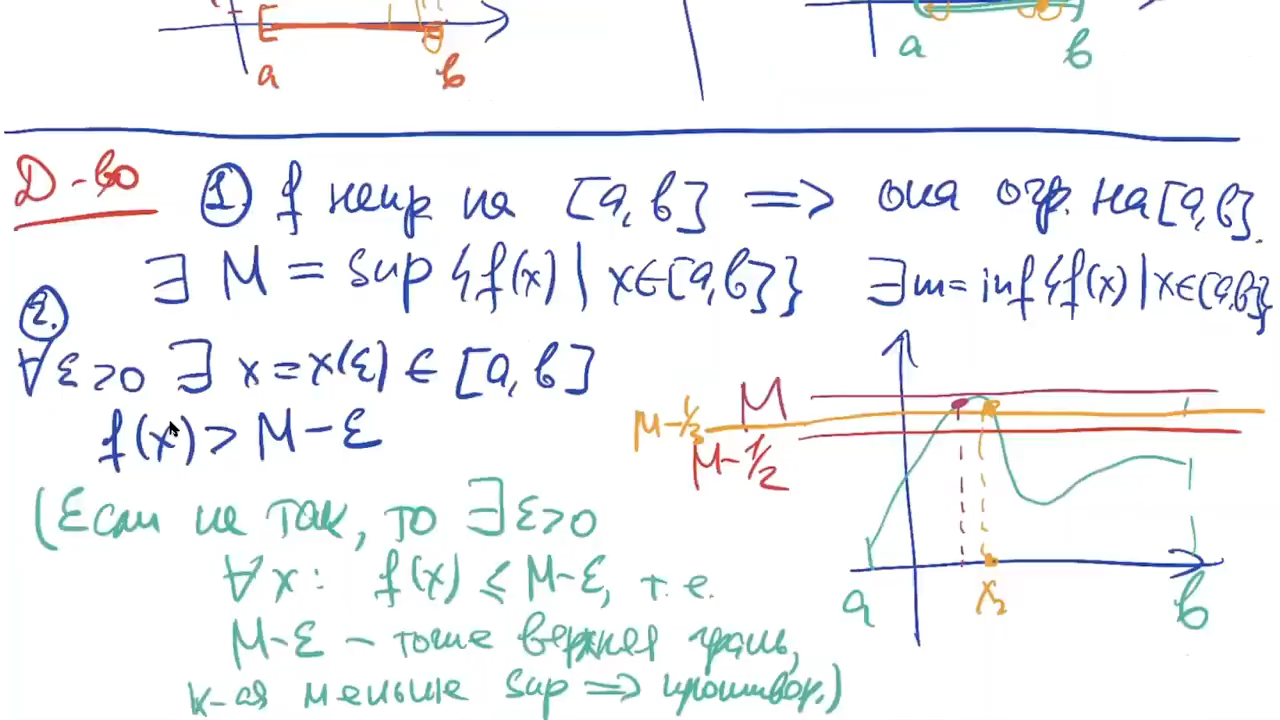 a b
a b
Д-во ① f непр на [a, b] => она огр. на [a, b].
∃ M = sup {f(x) | x∈[a,b]} ∃ m = inf {f(x) | x∈[a,b]}
②.
∀ε>0 ∃ x = x(ε) ∈ [a, b]
f(x) > M-ε
(Если не так, то ∃ε>0
∀x: f(x) ≤ M-ε, т.е.
M-ε - тоже верхняя грань,
к-ая меньше sup => противор.)
M
M-1/3
M-1/2
a x₂ b